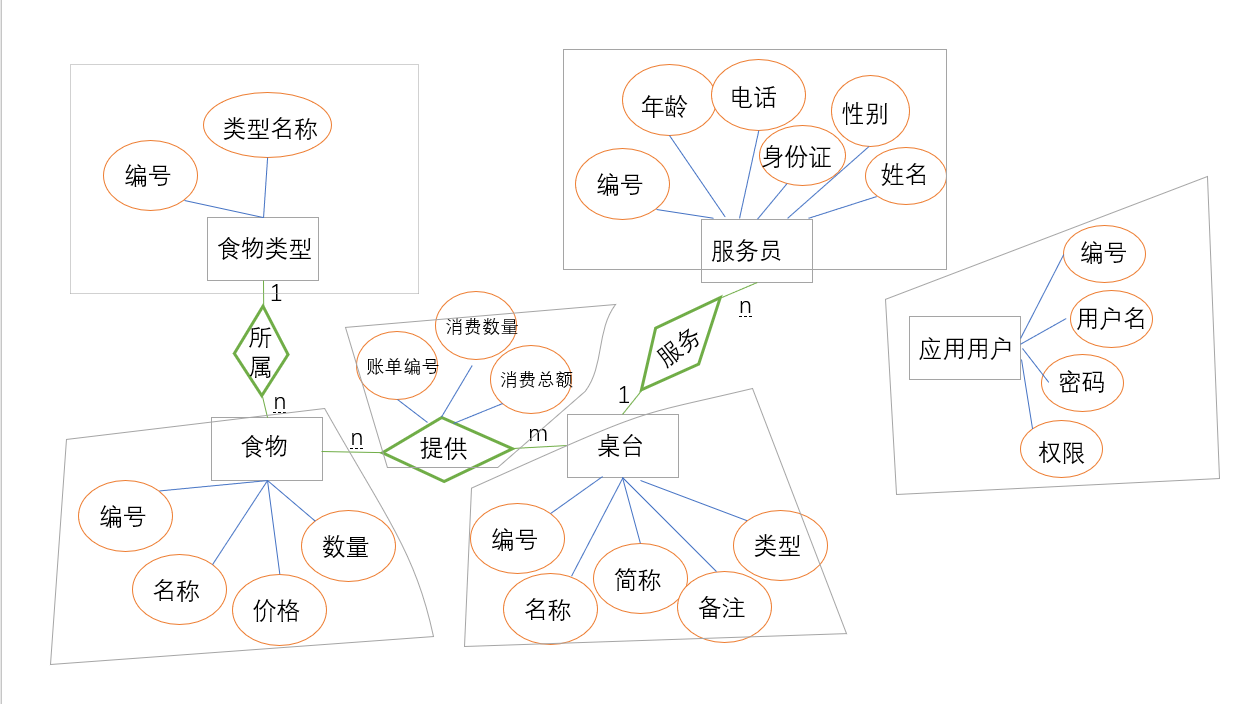 年龄
电话
性别
类型名称
身份证
编号
编号
姓名
食物类型
服务员
编号
1
n
所
属
消费数量
服务
用户名
应用用户
账单编号
消费总额
密码
n
1
食物
n
提供
m
桌台
权限
编号
数量
编号
类型
名称
价格
简称
名称
备注